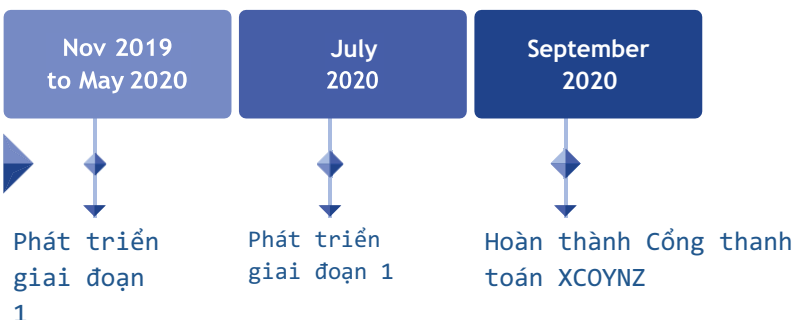 Nov 2019
to May 2020
July
2020
September
2020
Phát triển
giai đoạn
1
Phát triển
giai đoạn 1
Hoàn thành Cổng thanh
toán XCOYNZ